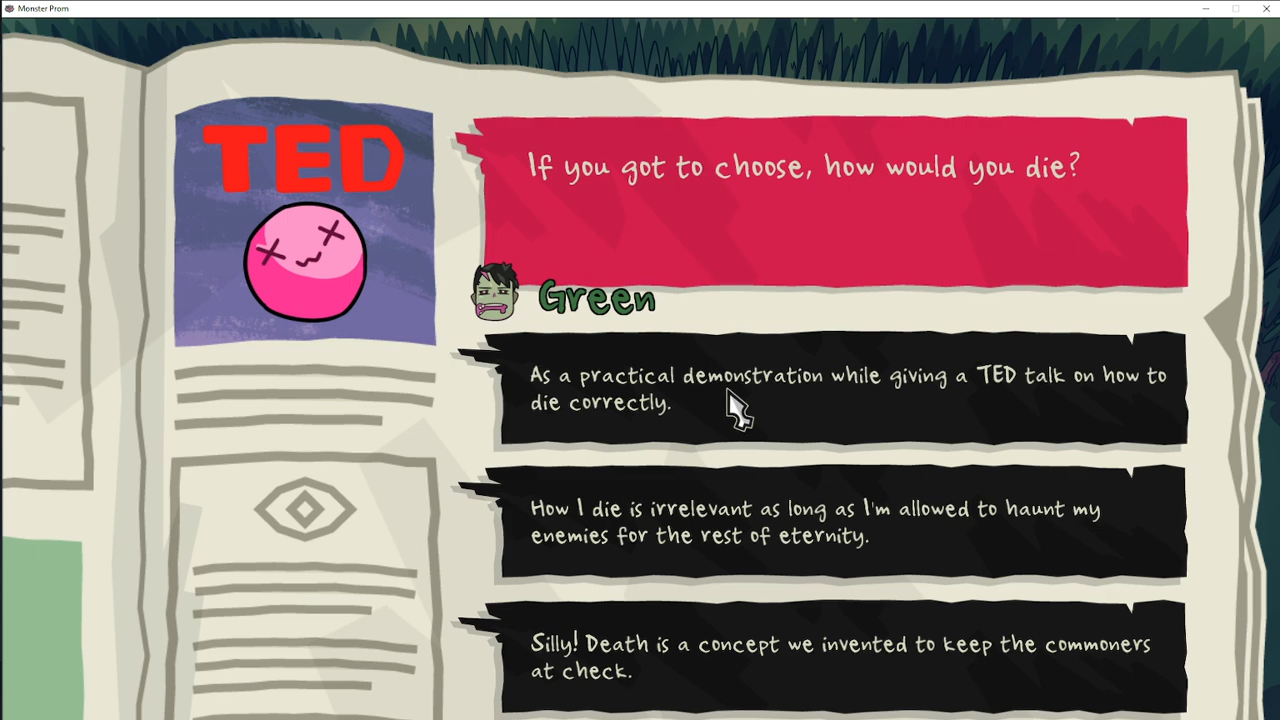 Monster Prom
TED
If you got to choose, how would you die?
Green
As a practical demonstration while giving a TED talk on how to
die correctly.
How I die is irrelevant as long as I'm allowed to haunt my
enemies for the rest of eternity.
Silly! Death is a concept we invented to keep the commoners
at check.